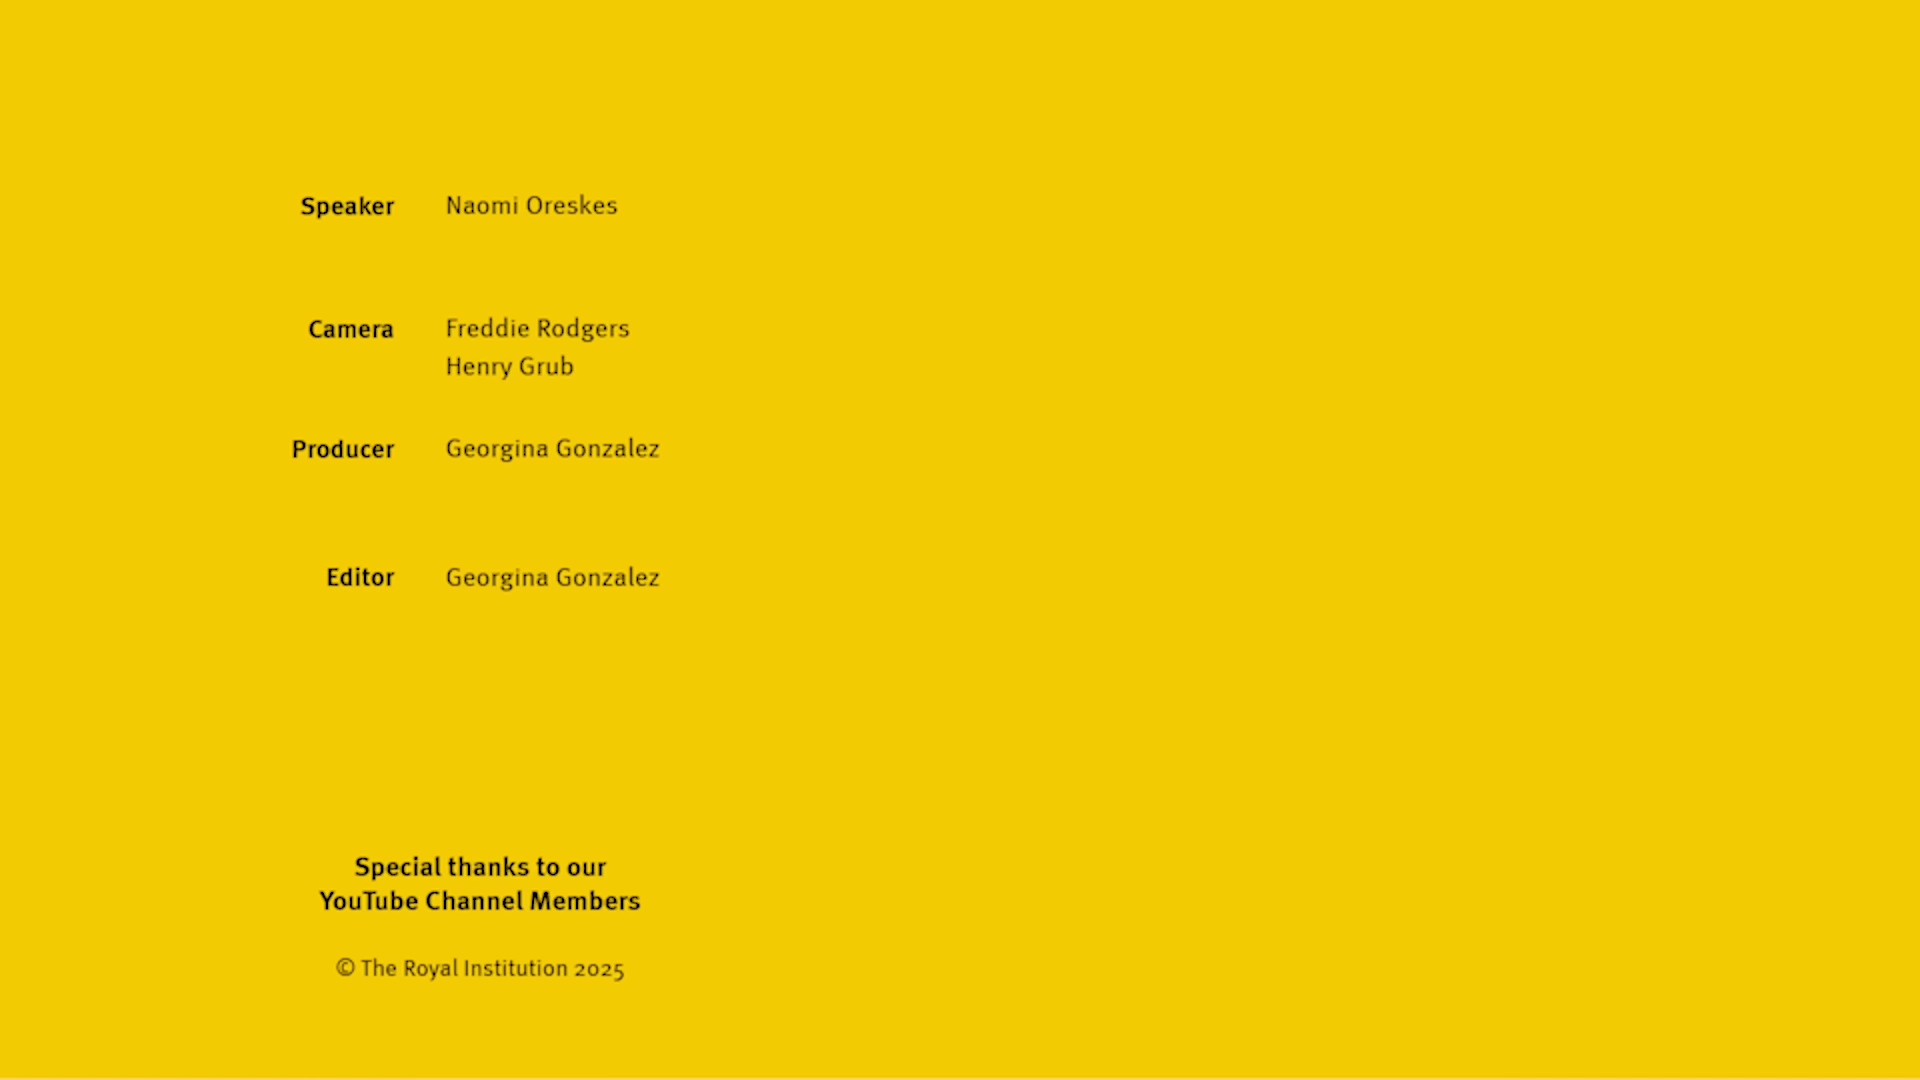 Speaker Naomi Oreskes
Camera Freddie Rodgers
Henry Grub
Producer Georgina Gonzalez
Editor Georgina Gonzalez
Special thanks to our
YouTube Channel Members
© The Royal Institution 2025